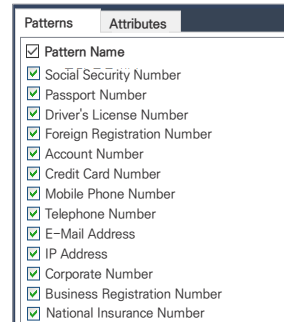 Patterns Attributes
Pattern Name
Social Security Number
Passport Number
Driver's License Number
Foreign Registration Number
Account Number
Credit Card Number
Mobile Phone Number
Telephone Number
E-Mail Address
IP Address
Corporate Number
Business Registration Number
National Insurance Number